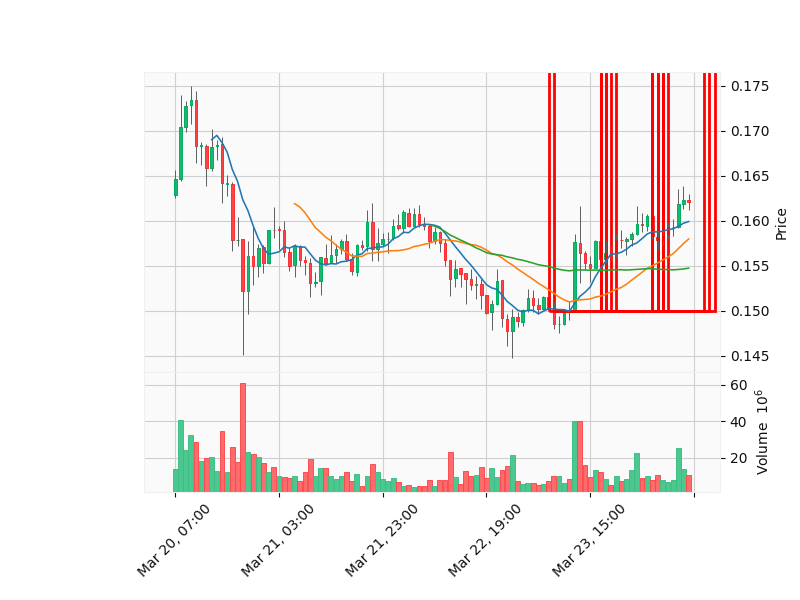 0.175
0.170
0.165
0.160
0.155
0.150
0.145
Price
60
40
20
Volume 10^6
Mar 20, 07:00
Mar 21, 03:00
Mar 21, 23:00
Mar 22, 19:00
Mar 23, 15:00